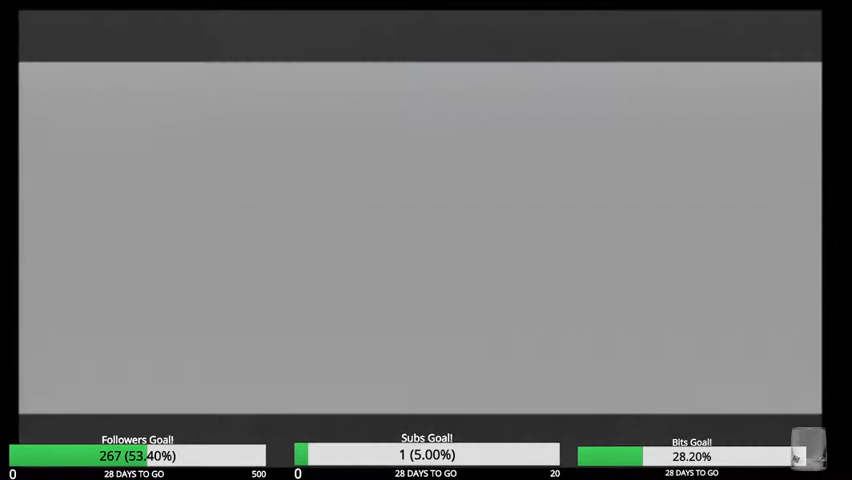 Followers Goal!
267 (53.40%)
0 28 DAYS TO GO 500
Subs Goal!
1 (5.00%)
0 28 DAYS TO GO 20
Bits Goal!
28.20%
28 DAYS TO GO